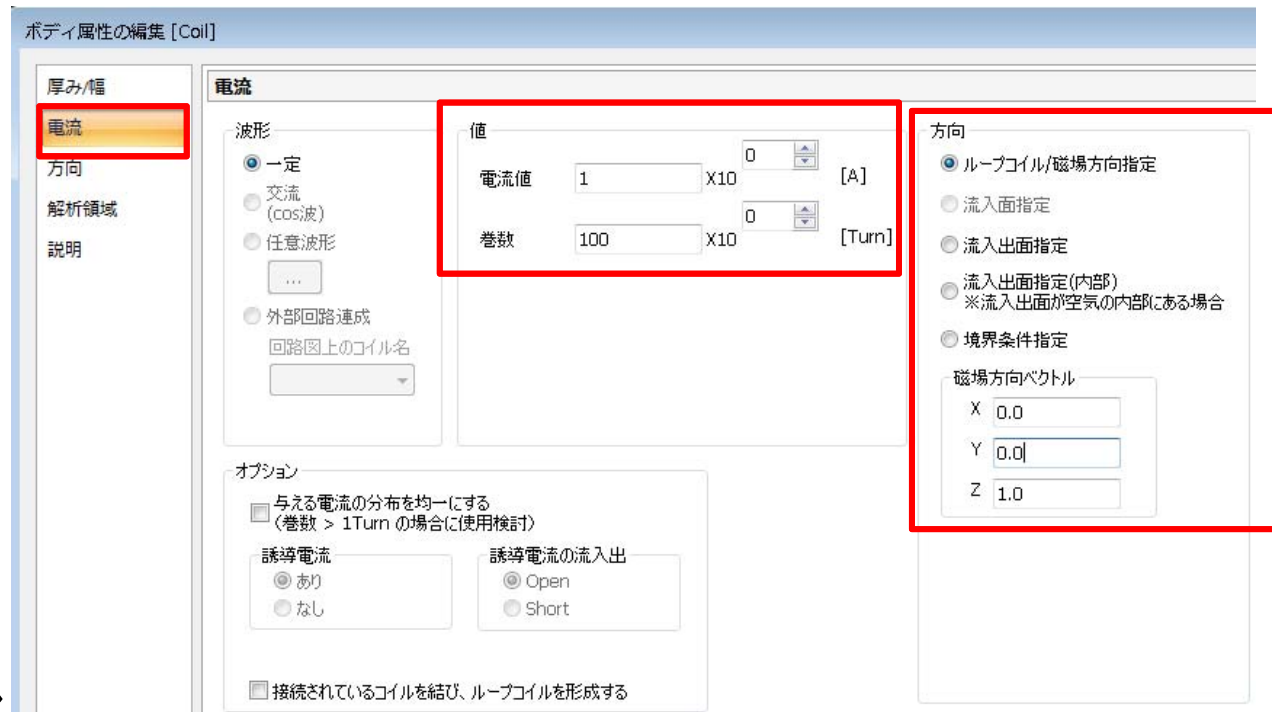 ボディ属性の編集 [Coil]
厚み/幅
電流
方向
解析領域
説明
電流
波形
一定
交流
(cos波)
任意波形
...
外部回路連成
回路図上のコイル名
値
電流値 1 X10 0 [A]
巻数 100 X10 0 [Turn]
方向
ループコイル/磁場方向指定
流入面指定
流入出面指定
流入出面指定(内部)
※流入出面が空気の内部にある場合
境界条件指定
磁場方向ベクトル
X 0.0
Y 0.0
Z 1.0
オプション
与える電流の分布を均一にする
(巻数 > 1Turn の場合に使用検討)
誘導電流
あり
なし
誘導電流の流入出
Open
Short
接続されているコイルを結び、ループコイルを形成する